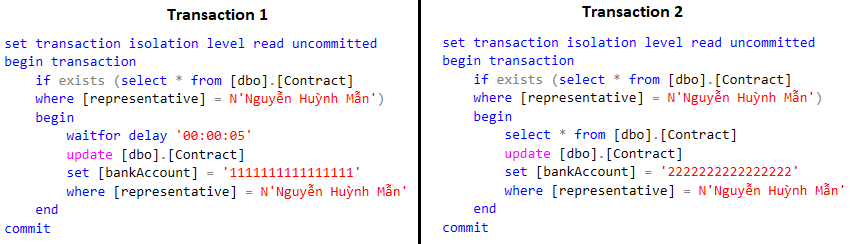 Transaction 1
set transaction isolation level read uncommitted
begin transaction
if exists (select * from [dbo].[Contract]
where [representative] = N'Nguyễn Huỳnh Mẫn')
begin
waitfor delay '00:00:05'
update [dbo].[Contract]
set [bankAccount] = '1111111111111111'
where [representative] = N'Nguyễn Huỳnh Mẫn'
end
commit
Transaction 2
set transaction isolation level read uncommitted
begin transaction
if exists (select * from [dbo].[Contract]
where [representative] = N'Nguyễn Huỳnh Mẫn')
begin
select * from [dbo].[Contract]
update [dbo].[Contract]
set [bankAccount] = '2222222222222222'
where [representative] = N'Nguyễn Huỳnh Mẫn'
end
commit